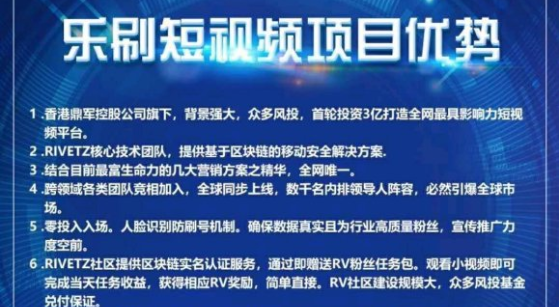 乐刷短视频项目优势
1 .香港鼎军控股公司旗下，背景强大，众多风投，首轮投资3亿打造全网最具影响力短视
频平台。
2 .RIVETZ核心技术团队，提供基于区块链的移动安全解决方案.
3 .结合目前最富生命力的几大营销方案之精华，全网唯一。
4 .跨领域各类团队竞相加入，全球同步上线，数千名内排领导人阵容，必然引爆全球市
场。
5 .零投入入场。人脸识别防刷号机制。确保数据真实且为行业高质量粉丝，宣传推广力
度空前。
6 .RIVETZ社区提供区块链实名认证服务，通过即赠送RV粉丝任务包。观看小视频即可
完成当天任务收益，获得相应RV奖励，简单直接。RV社区建设规模大，众多风投基金
兑付保证。